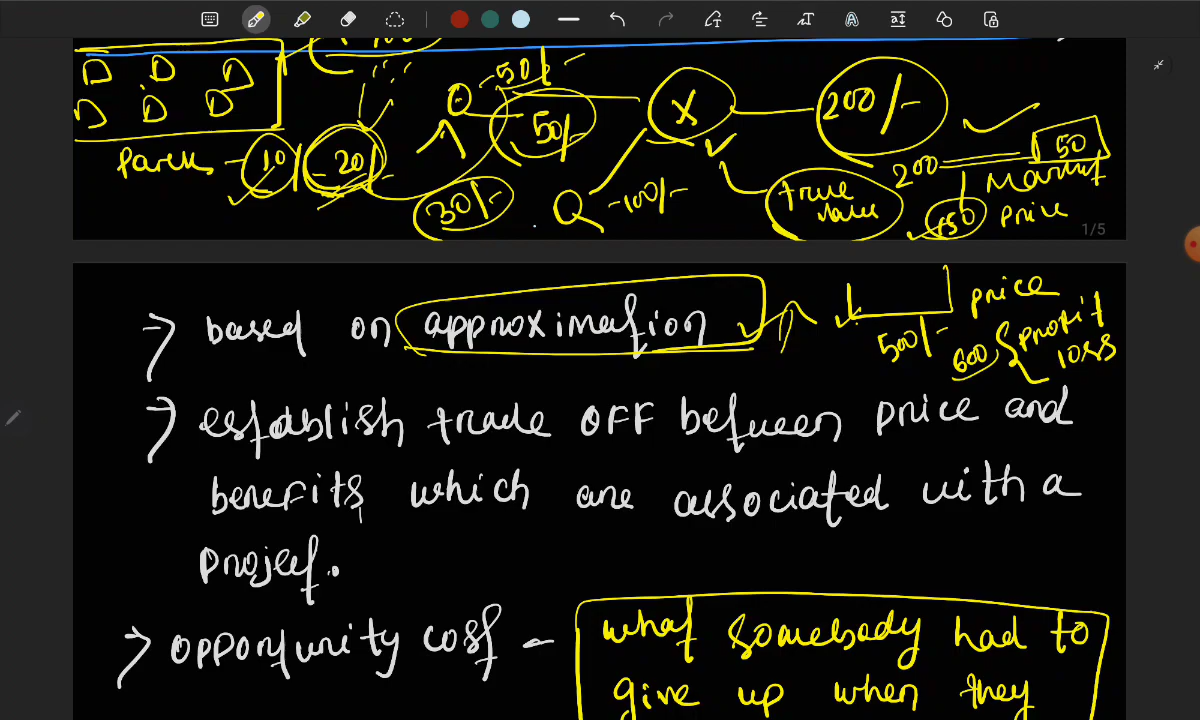 D D D
50/-
D D D
Q
50/-
X
200/-
Parcel - 10/ 20/
30/-
Q -100/-
true
200
50
Market
150
price
1/5
→ based on approximation
price
500/-
600 { profit
loss
→ establish trade OFF between price and
benefits which are associated with a
project.
→ opportunity cost -
what somebody had to
give up when they